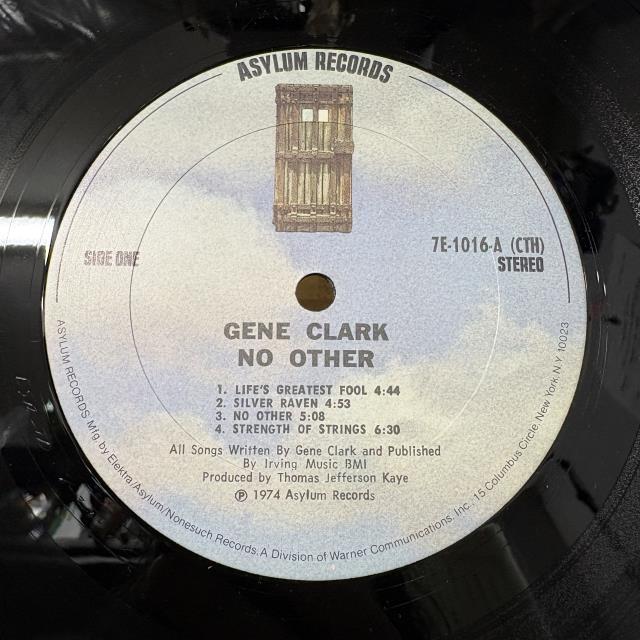 ASYLUM RECORDS
7E-1016-A (CTH)
SIDE ONE
STEREO
GENE CLARK
NO OTHER
1. LIFE'S GREATEST FOOL 4:44
2. SILVER RAVEN 4:53
3. NO OTHER 5:08
4. STRENGTH OF STRINGS 6:30
All Songs Written By Gene Clark and Published
By Irving Music BMI
Produced by Thomas Jefferson Kaye
℗ 1974 Asylum Records
ASYLUM RECORDS Mfg. by Elektra/Asylum/Nonesuch Records. A Division of Warner Communications, Inc. 15 Columbus Circle, New York, N.Y. 10023